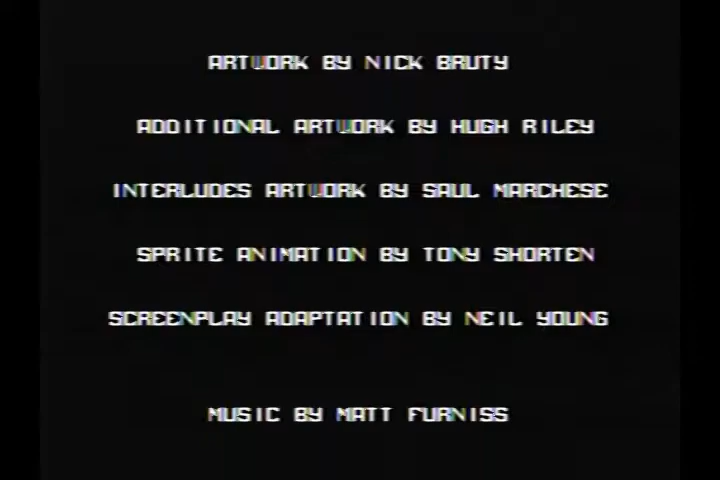 ARTWORK BY NICK BRUTY
ADDITIONAL ARTWORK BY HUGH RILEY
INTERLUDES ARTWORK BY SAUL MARCHESE
SPRITE ANIMATION BY TONY SHORTEN
SCREENPLAY ADAPTATION BY NEIL YOUNG
MUSIC BY MATT FURNISS